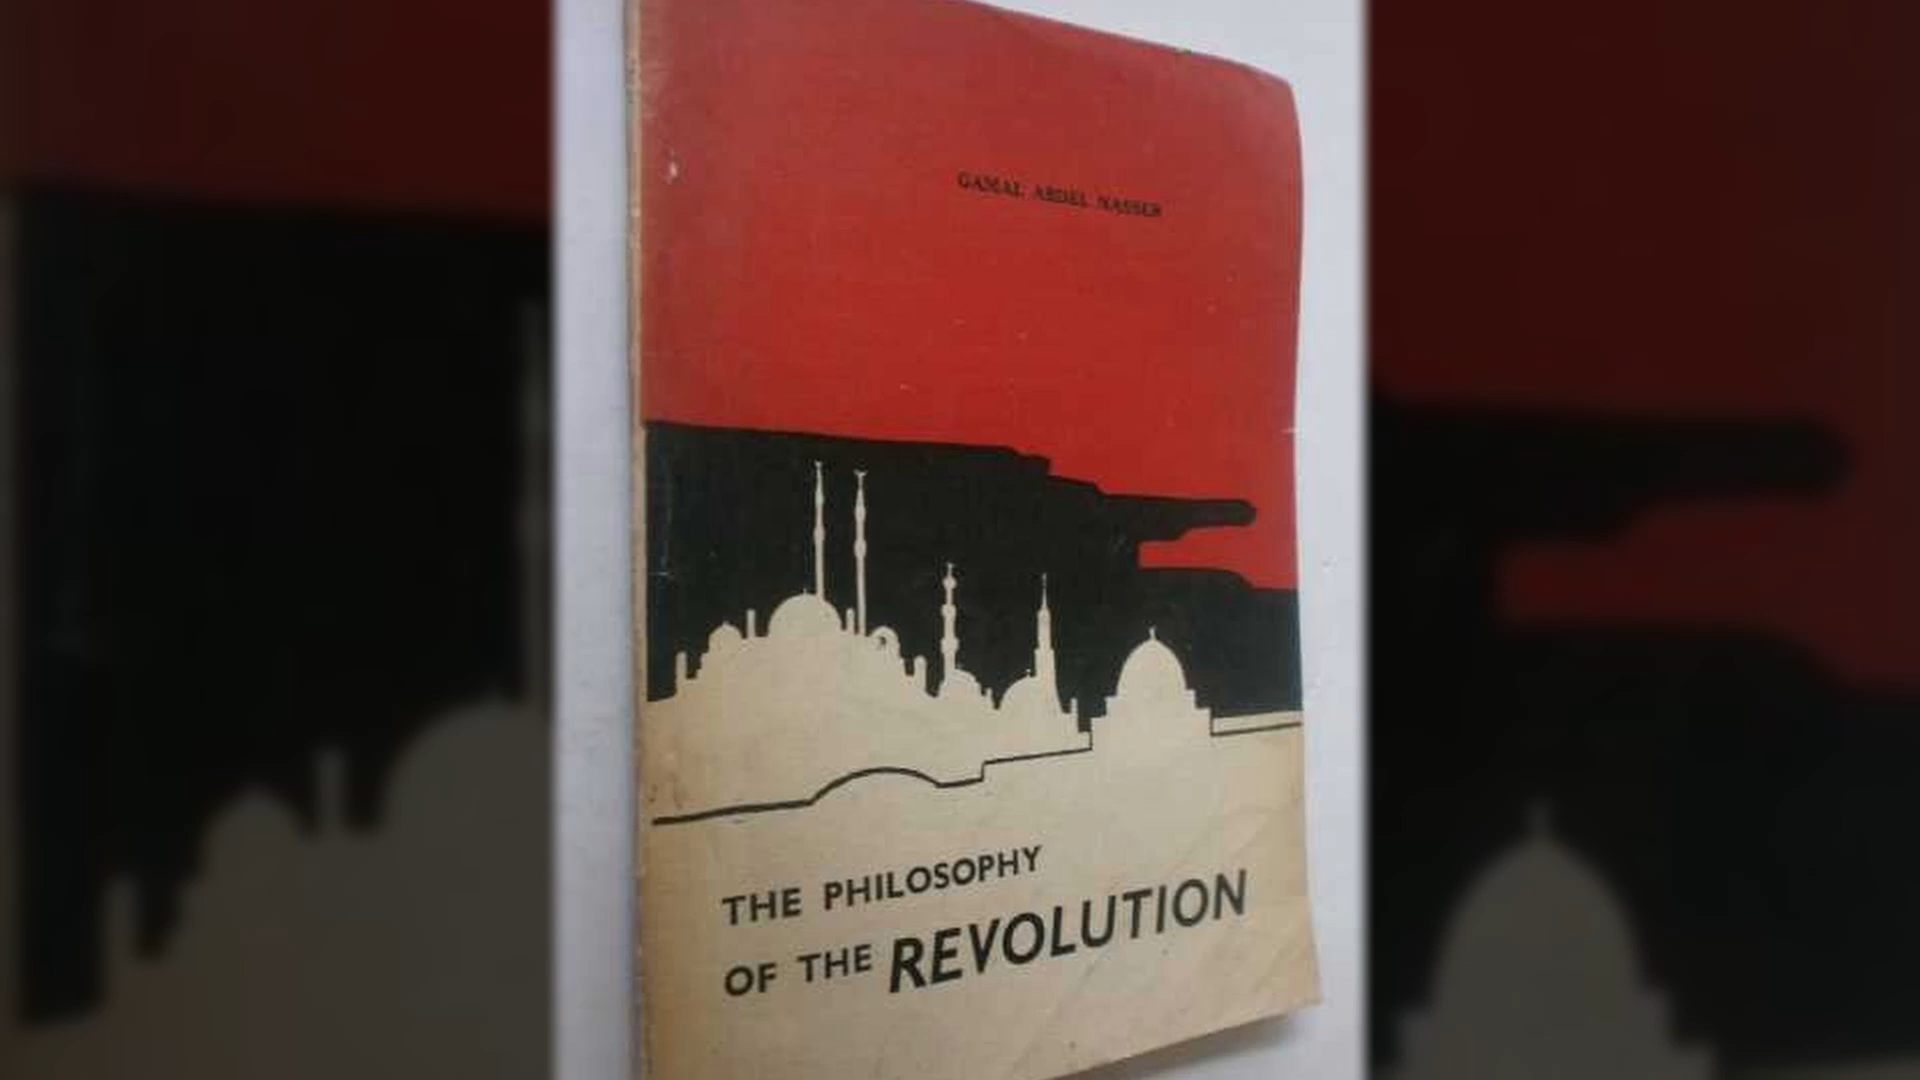 GAMAL ABDEL NASSER
THE PHILOSOPHY
OF THE REVOLUTION